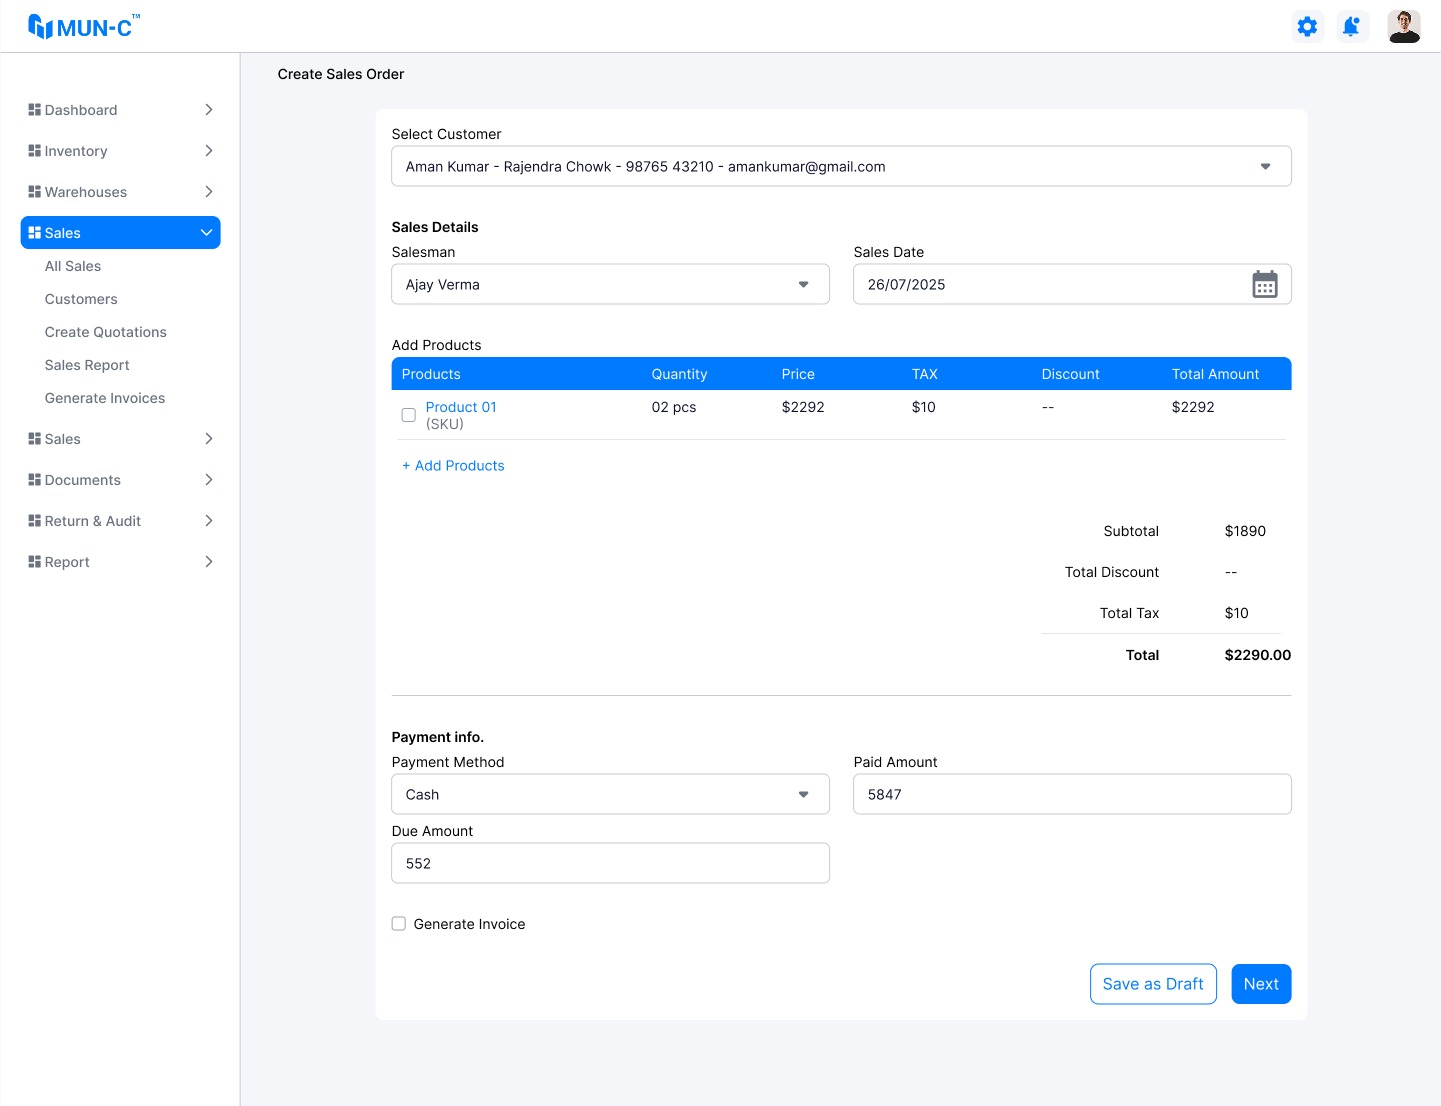 MUN-C™
Create Sales Order
Dashboard
Inventory
Warehouses
Sales
All Sales
Customers
Create Quotations
Sales Report
Generate Invoices
Sales
Documents
Return & Audit
Report
Select Customer
Aman Kumar - Rajendra Chowk - 98765 43210 - amankumar@gmail.com
Sales Details
Salesman Sales Date
Ajay Verma 26/07/2025
Add Products
Products Quantity Price TAX Discount Total Amount
Product 01 02 pcs $2292 $10 -- $2292
(SKU)
+ Add Products
Subtotal $1890
Total Discount --
Total Tax $10
Total $2290.00
Payment info.
Payment Method Paid Amount
Cash 5847
Due Amount
552
Generate Invoice
Save as Draft Next